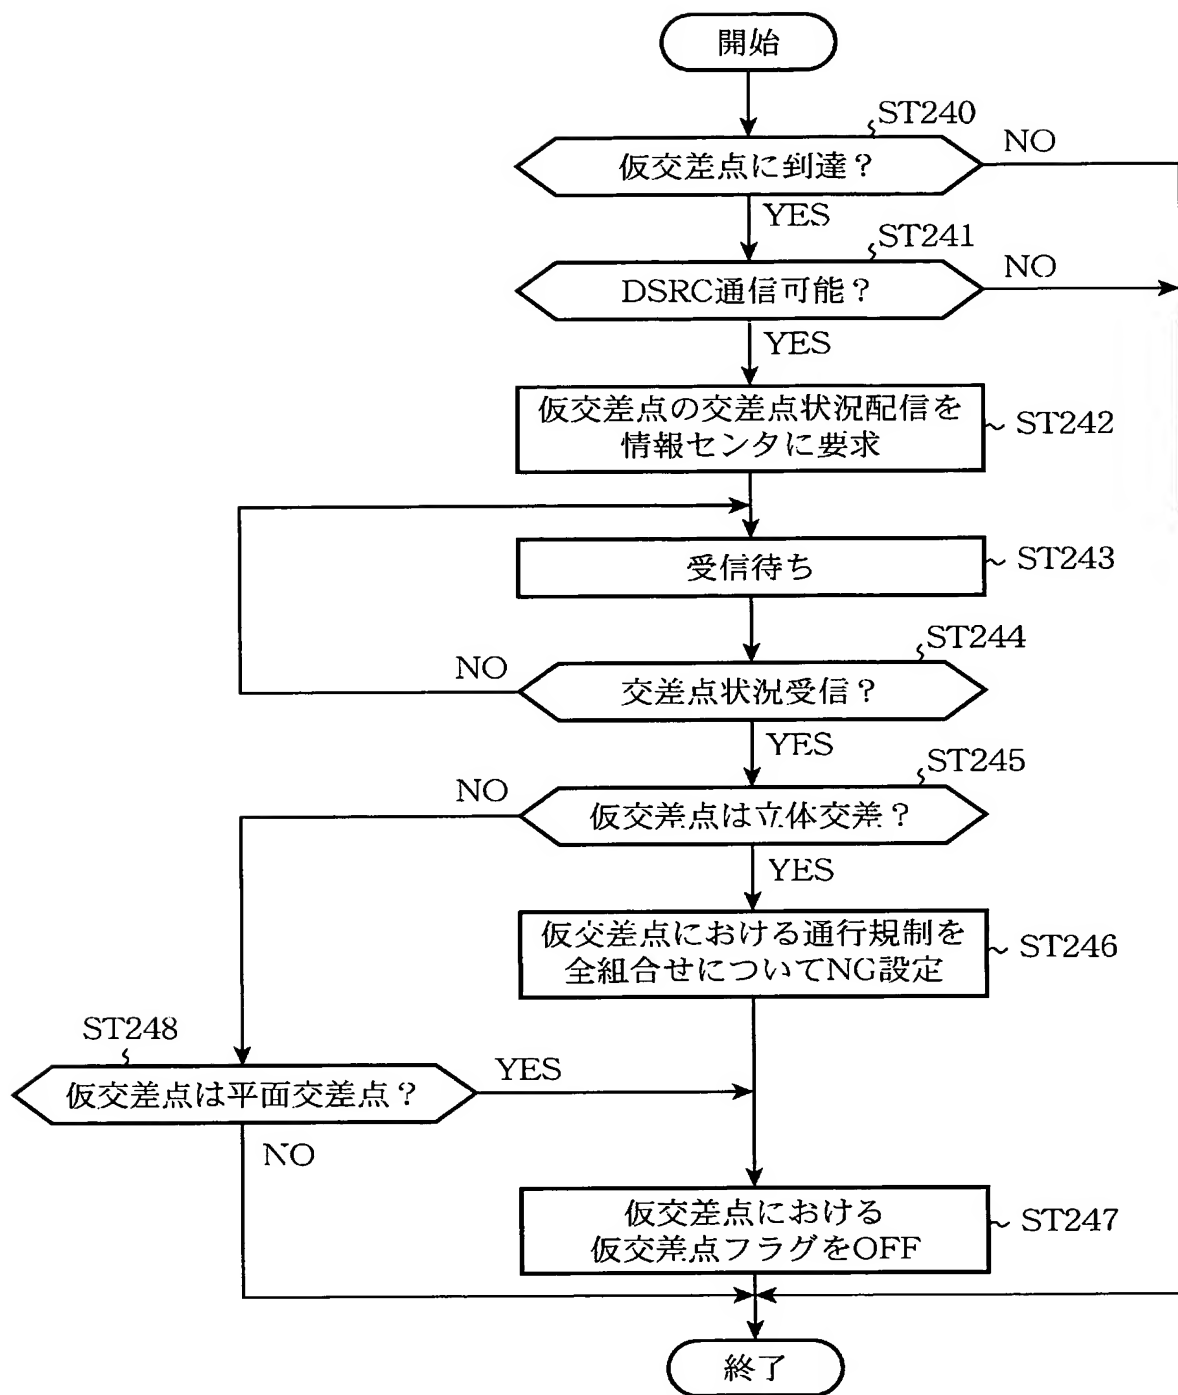 開始
ST240
仮交差点に到達？
NO
YES
ST241
DSRC通信可能？
NO
YES
仮交差点の交差点状況配信を
情報センタに要求
ST242
受信待ち
ST243
ST244
NO
交差点状況受信？
YES
ST245
NO
仮交差点は立体交差？
YES
仮交差点における通行規制を
全組合せについてNG設定
ST246
ST248
仮交差点は平面交差点？
YES
NO
仮交差点における
仮交差点フラグをOFF
ST247
終了